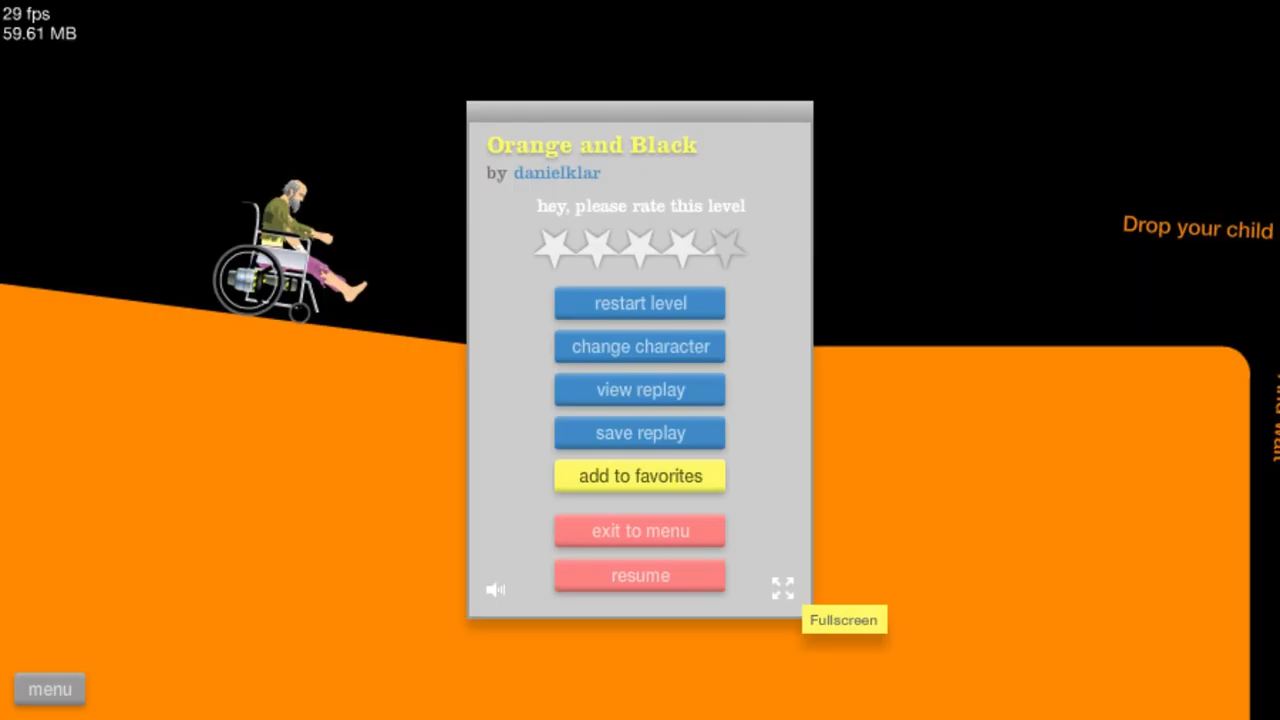 29 fps
59.61 MB
Orange and Black
by danielklar
hey, please rate this level
restart level
change character
view replay
save replay
add to favorites
exit to menu
resume
Fullscreen
Drop your child
menu